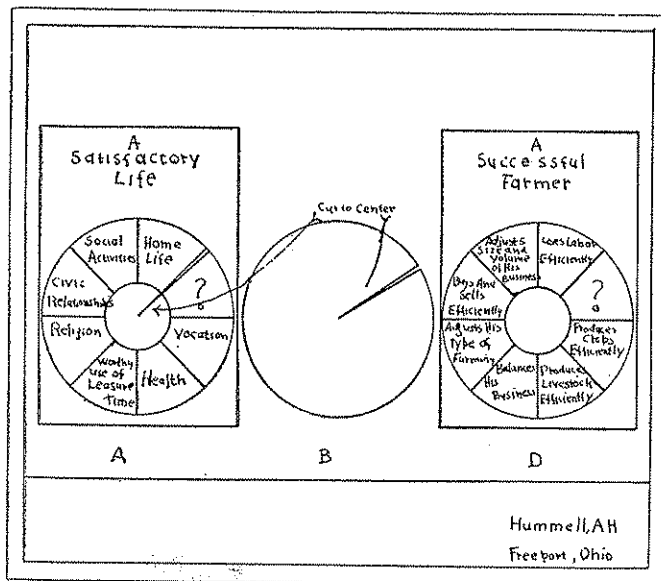 A
Satisfactory
Life
Social
Activities
Home
Life
?
Vocation
Health
Worthy
use of
Leasure
Time
Religion
Civic
Relationships
A
Cut to Center
B
A
Successful
Farmer
Adjusts
Size and
Volume
of His
Business
Uses Labor
Efficiently
?
Produces
Crops
Efficiently
Produces
Livestock
Efficiently
Balances
His
Business
Adjusts His
Type of
Farming
Buys And
Sells
Efficiently
D
Hummell, AH
Freeport, Ohio